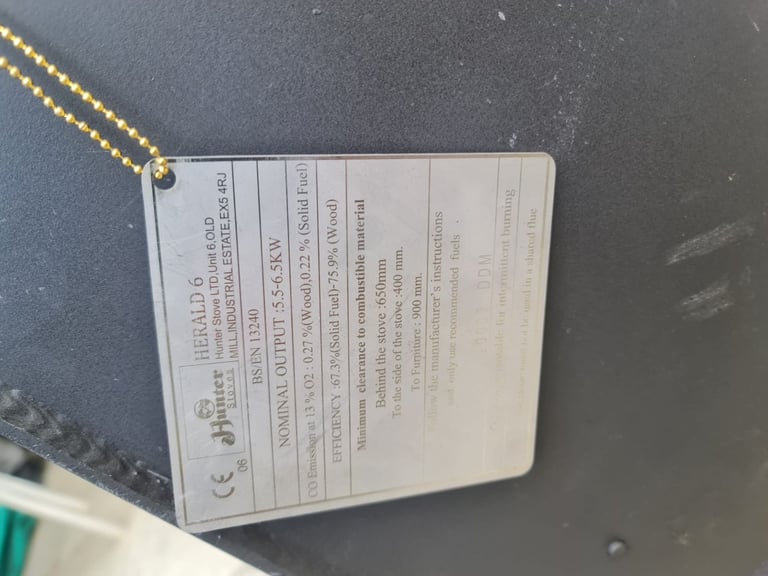 CE
06
Hunter
Stoves
HERALD 6
Hunter Stove LTD,Unit 6,OLD
MILL,INDUSTRIAL ESTATE,EX5 4RJ
BS/EN 13240
NOMINAL OUTPUT :5.5-6.5KW
CO Emission at 13 % O2 : 0.27 %(Wood),0.22 % (Solid Fuel)
EFFICIENCY :67.3%(Solid Fuel)-75.9% (Wood)
Minimum clearance to combustible material
Behind the stove :650mm
To the side of the stove :400 mm.
To Furniture : 900 mm.
Follow the manufacturer's instructions
and only use recommended fuels .
DDM
for intermittent burning
be used in a shared flue